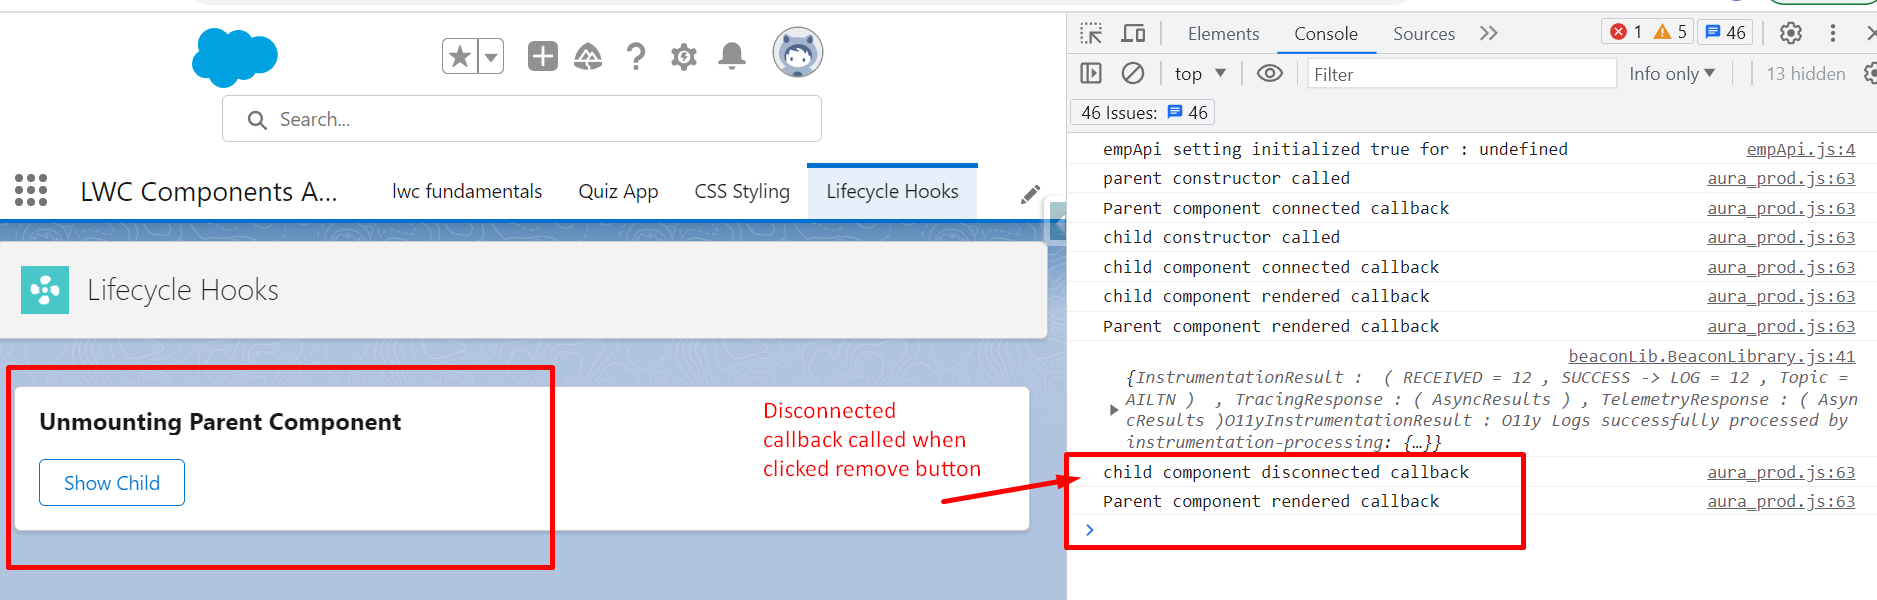 Search...
LWC Components A...
lwc fundamentals
Quiz App
CSS Styling
Lifecycle Hooks
Lifecycle Hooks
Unmounting Parent Component
Show Child
Disconnected
callback called when
clicked remove button
Elements
Console
Sources
1
5
46
top
Filter
Info only
13 hidden
46 Issues:
46
empApi setting initialized true for : undefined empApi.js:4
parent constructor called aura_prod.js:63
Parent component connected callback aura_prod.js:63
child constructor called aura_prod.js:63
child component connected callback aura_prod.js:63
child component rendered callback aura_prod.js:63
Parent component rendered callback aura_prod.js:63
beaconLib.BeaconLibrary.js:41
{InstrumentationResult : ( RECEIVED = 12 , SUCCESS -> LOG = 12 , Topic =
AILTN ) , TracingResponse : ( AsyncResults ) , TelemetryResponse : ( Asyn
cResults )O11yInstrumentationResult : O11y Logs successfully processed by
instrumentation-processing: {…}}
child component disconnected callback aura_prod.js:63
Parent component rendered callback aura_prod.js:63